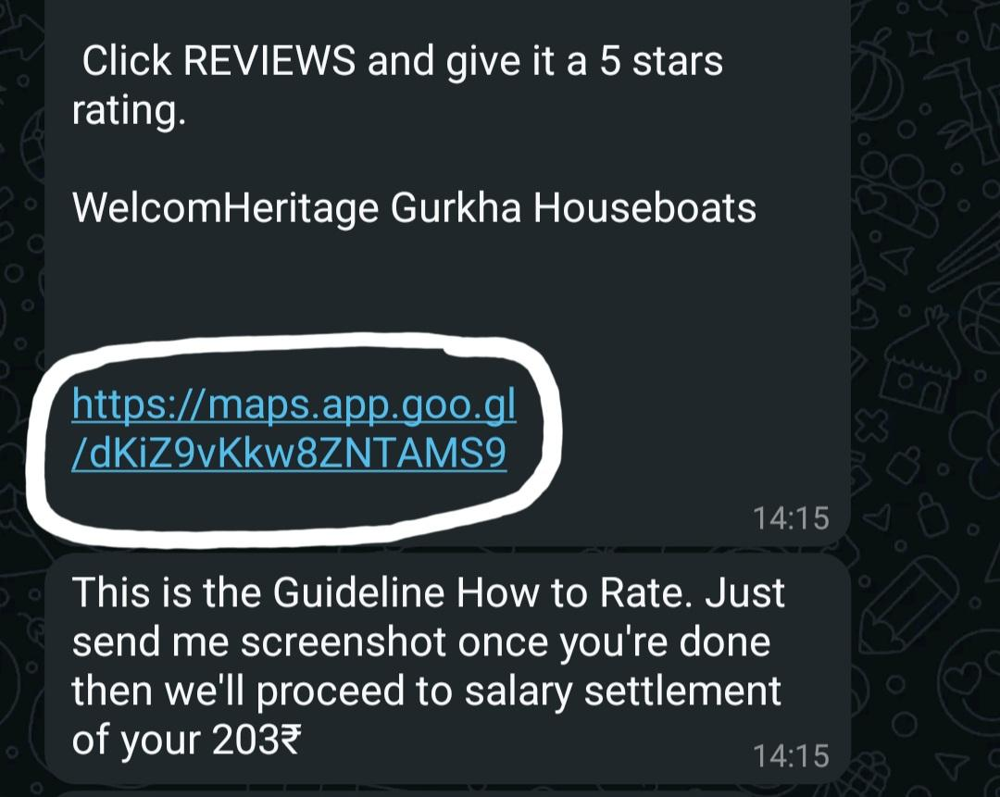 Click REVIEWS and give it a 5 stars
rating.
WelcomHeritage Gurkha Houseboats
https://maps.app.goo.gl
/dKiZ9vKkw8ZNTAMS9
14:15
This is the Guideline How to Rate. Just
send me screenshot once you're done
then we'll proceed to salary settlement
of your 203₹
14:15